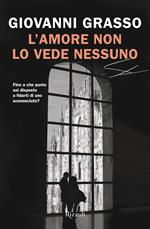 GIOVANNI GRASSO
L'AMORE NON
LO VEDE NESSUNO
Fino a che punto
sei disposto
a fidarti di uno
sconosciuto?
Rizzoli